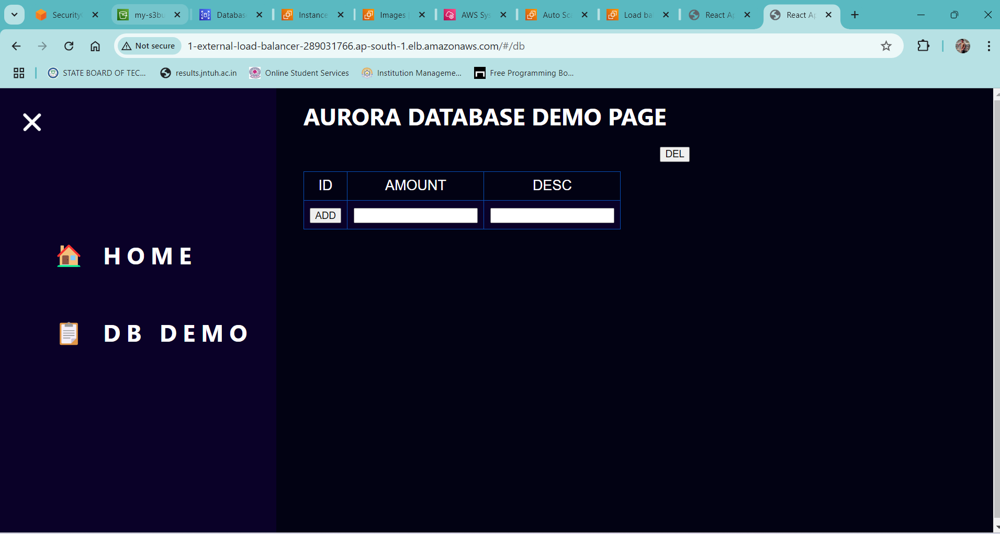 Security
my-s3bu
Databas
Instance
Images
AWS Sys
Auto Sc
Load ba
React Ap
React Ap
Not secure
1-external-load-balancer-289031766.ap-south-1.elb.amazonaws.com/#/db
STATE BOARD OF TEC...
results.jntuh.ac.in
Online Student Services
Institution Manageme...
Free Programming Bo...
AURORA DATABASE DEMO PAGE
DEL
ID AMOUNT DESC
ADD
HOME
DB DEMO